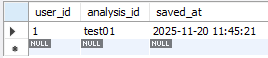 user_id analysis_id saved_at
1 test01 2025-11-20 11:45:21
NULL NULL NULL